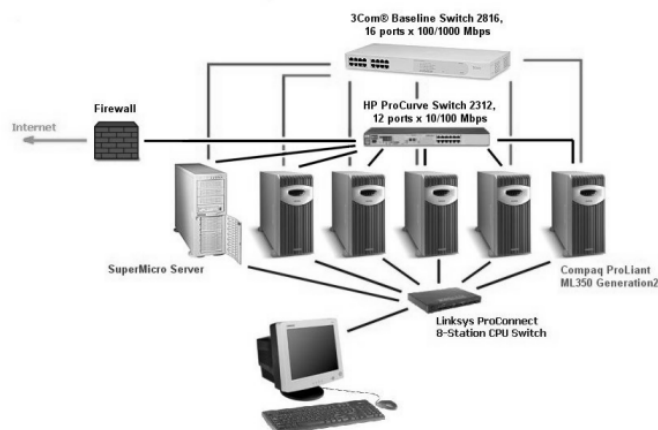 3Com® Baseline Switch 2816,
16 ports x 100/1000 Mbps
HP ProCurve Switch 2312,
12 ports x 10/100 Mbps
Firewall
Internet
SuperMicro Server
Compaq ProLiant
ML350 Generation2
Linksys ProConnect
8-Station CPU Switch